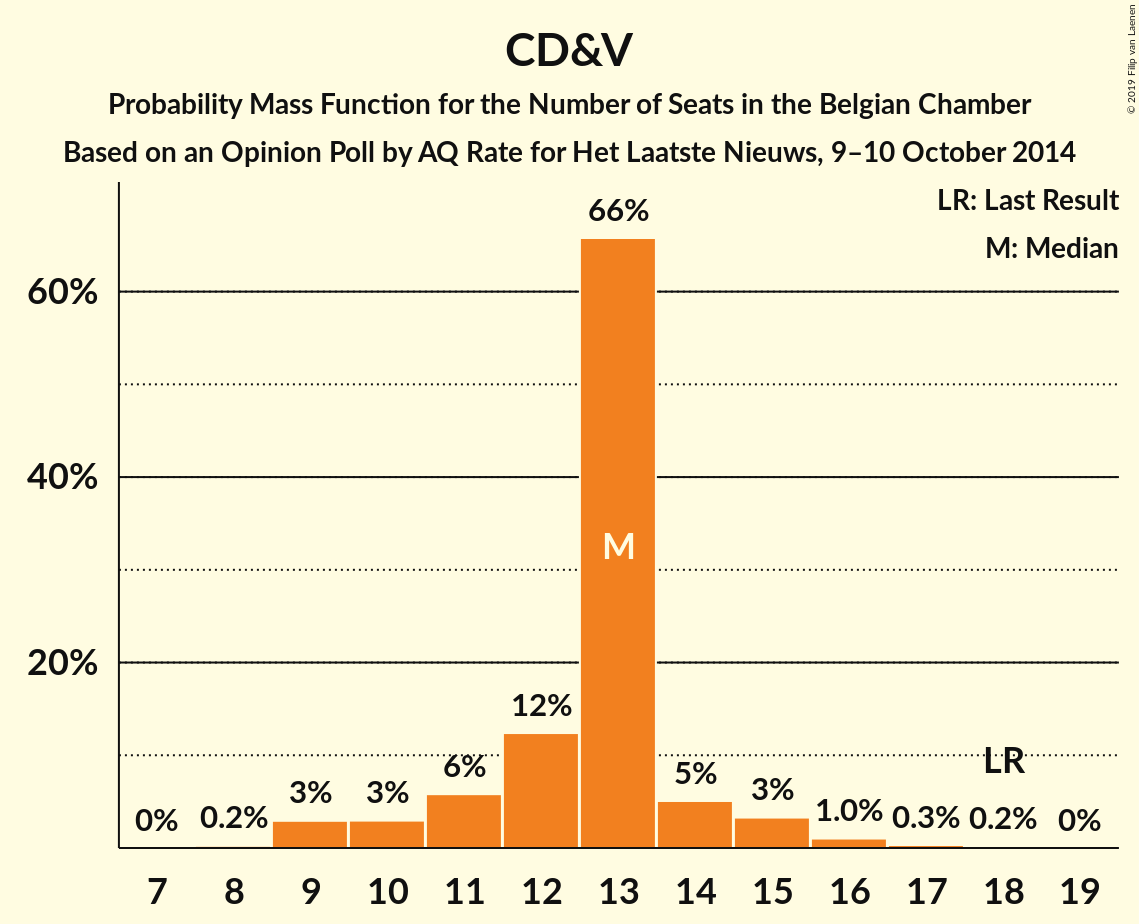 CD&V
Probability Mass Function for the Number of Seats in the Belgian Chamber
Based on an Opinion Poll by AQ Rate for Het Laatste Nieuws, 9–10 October 2014
© 2019 Filip van Laenen
LR: Last Result
M: Median
60%
40%
20%
0%
0.2%
3%
3%
6%
12%
66%
M
5%
3%
1.0%
0.3%
LR
0.2%
0%
7 8 9 10 11 12 13 14 15 16 17 18 19